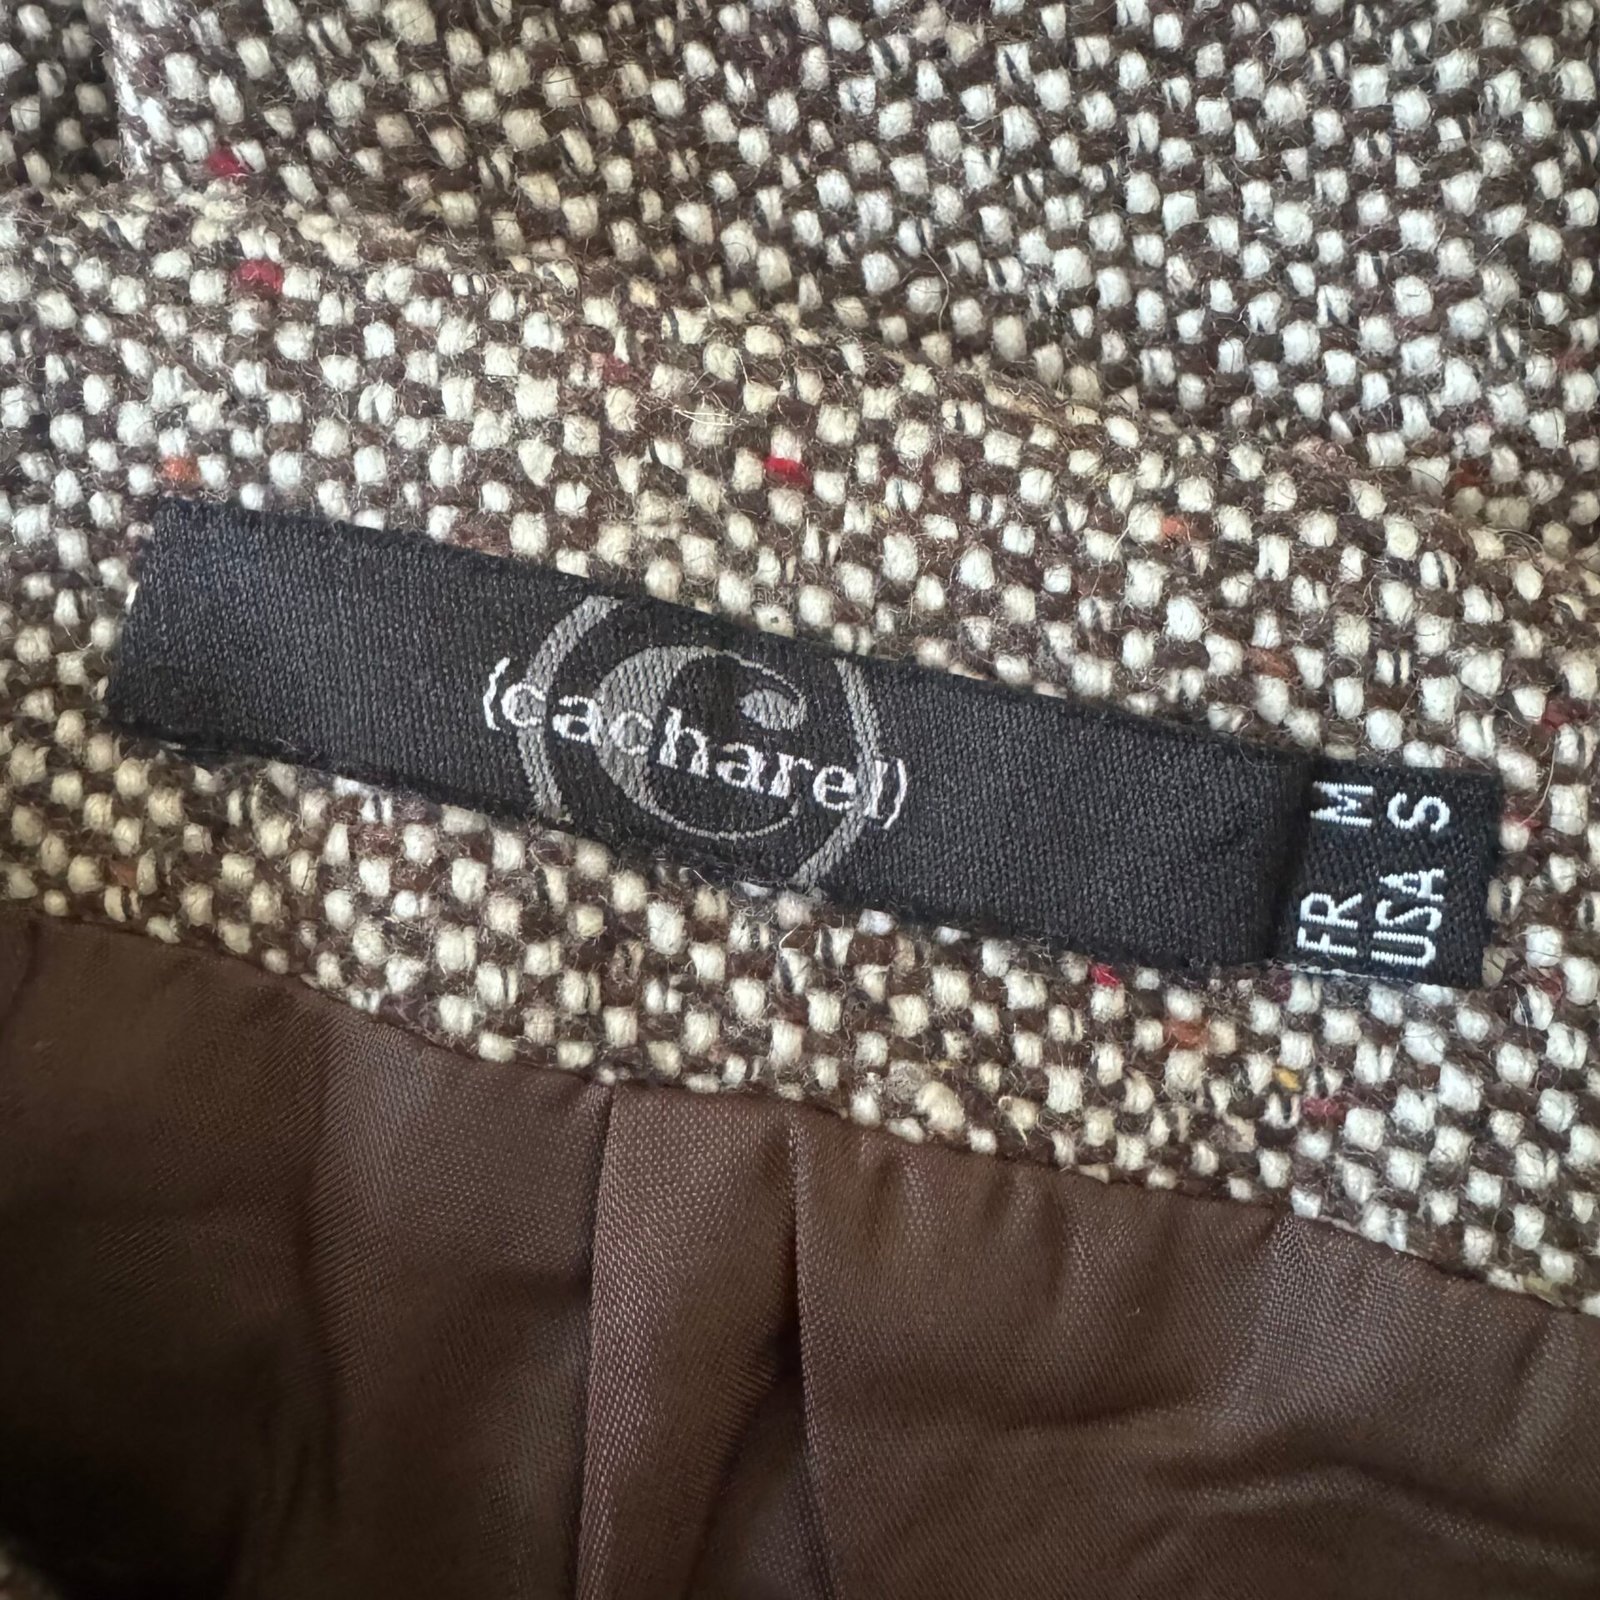 (cacharel)
FR M
USA S